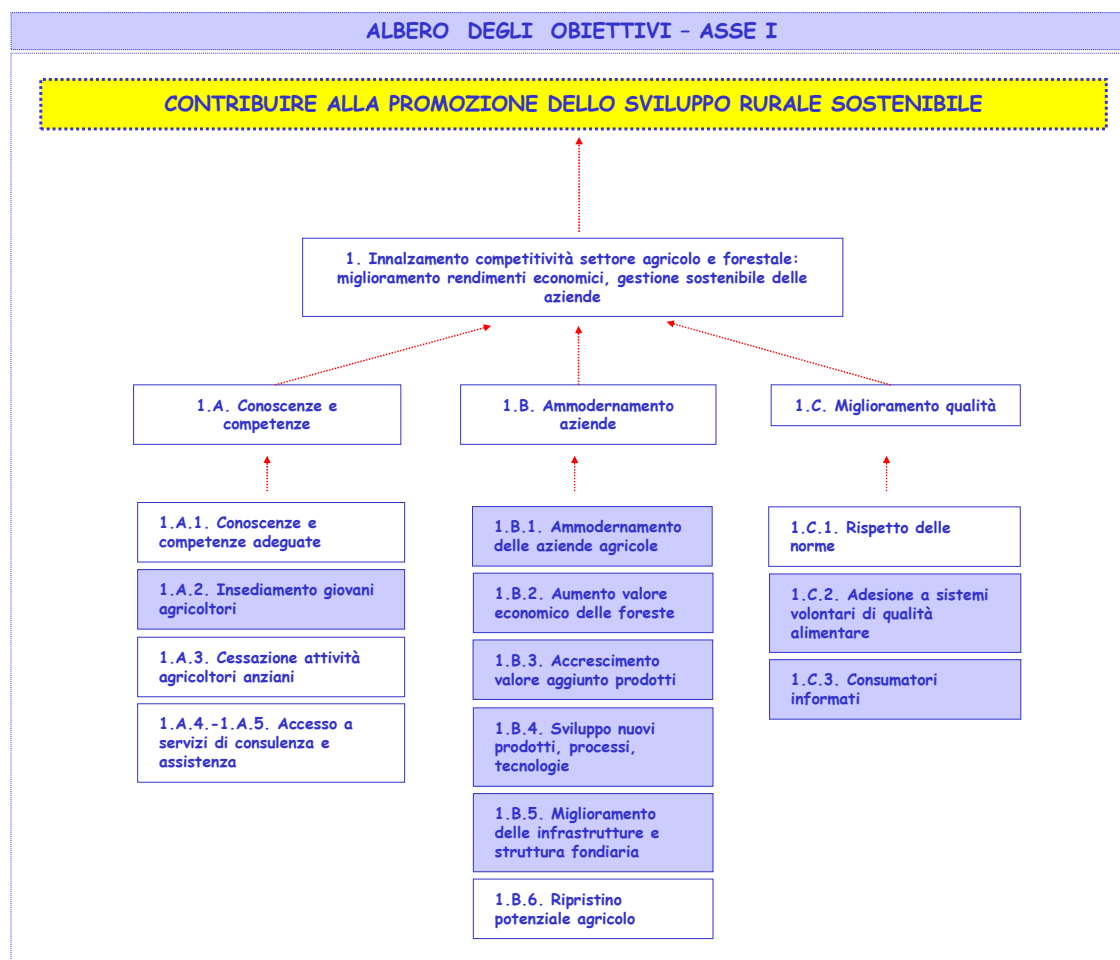 ALBERO DEGLI OBIETTIVI – ASSE I
CONTRIBUIRE ALLA PROMOZIONE DELLO SVILUPPO RURALE SOSTENIBILE
1. Innalzamento competitività settore agricolo e forestale:
miglioramento rendimenti economici, gestione sostenibile delle
aziende
1.A. Conoscenze e
competenze
1.B. Ammodernamento
aziende
1.C. Miglioramento qualità
1.A.1. Conoscenze e
competenze adeguate
1.A.2. Insediamento giovani
agricoltori
1.A.3. Cessazione attività
agricoltori anziani
1.A.4.-1.A.5. Accesso a
servizi di consulenza e
assistenza
1.B.1. Ammodernamento
delle aziende agricole
1.B.2. Aumento valore
economico delle foreste
1.B.3. Accrescimento
valore aggiunto prodotti
1.B.4. Sviluppo nuovi
prodotti, processi,
tecnologie
1.B.5. Miglioramento
delle infrastrutture e
struttura fondiaria
1.B.6. Ripristino
potenziale agricolo
1.C.1. Rispetto delle
norme
1.C.2. Adesione a sistemi
volontari di qualità
alimentare
1.C.3. Consumatori
informati